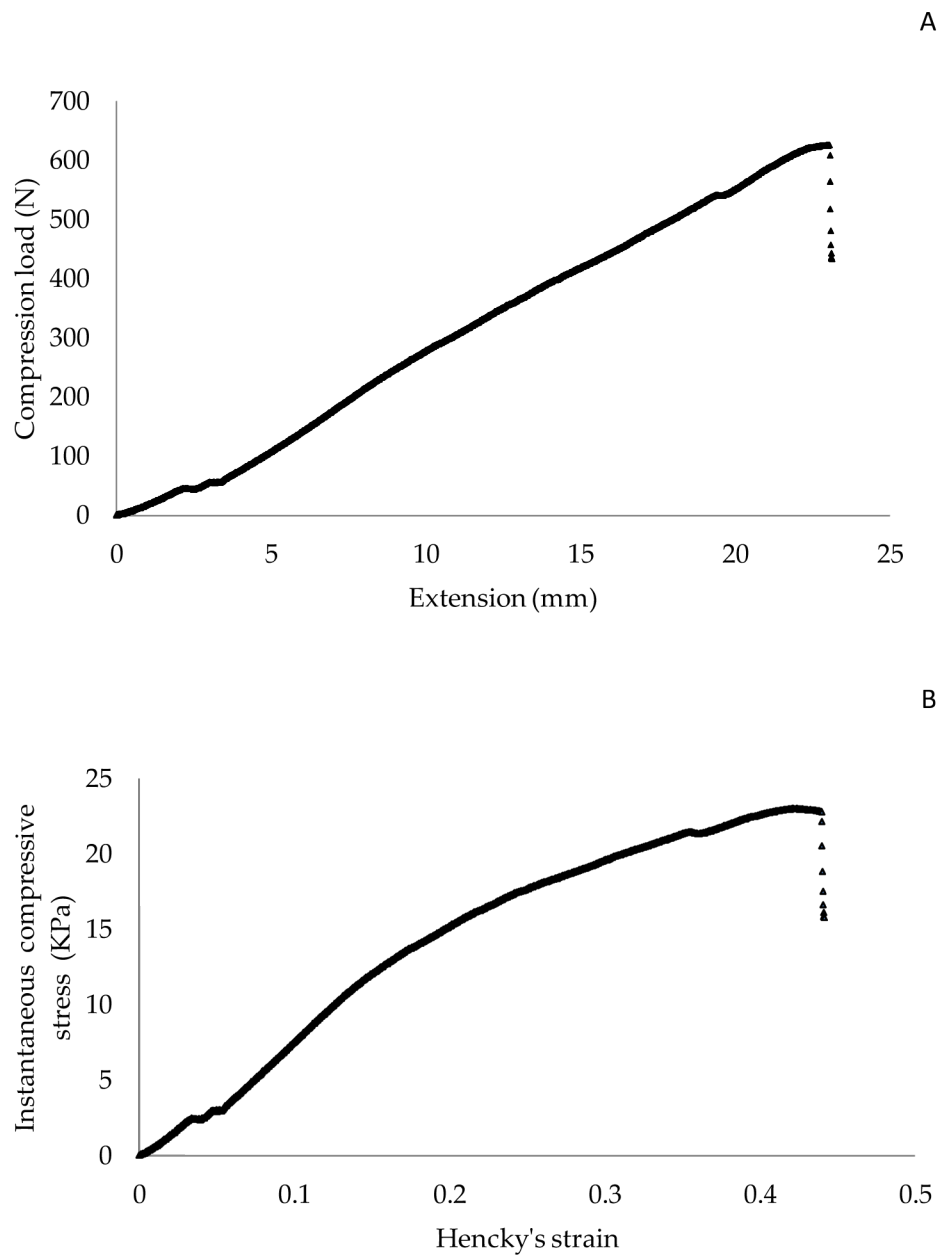 A
700
600
500
400
300
200
100
0
Compression load (N)
0 5 10 15 20 25
Extension (mm)
B
25
20
15
10
5
0
Instantaneous compressive
stress (KPa)
0 0.1 0.2 0.3 0.4 0.5
Hencky's strain